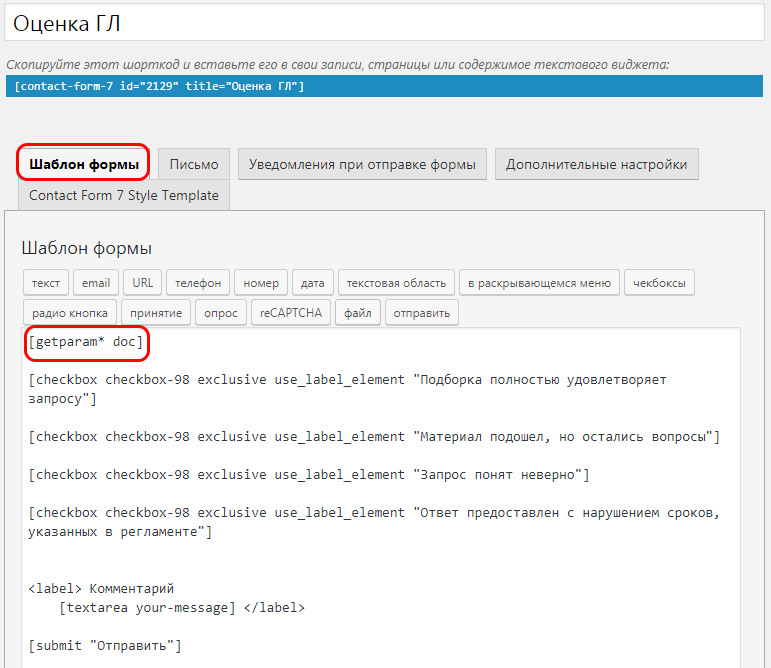 Оценка ГЛ
Скопируйте этот шорткод и вставьте его в свои записи, страницы или содержимое текстового виджета:
[contact-form-7 id="2129" title="Оценка ГЛ"]
Шаблон формы Письмо Уведомления при отправке формы Дополнительные настройки
Contact Form 7 Style Template
Шаблон формы
текст email URL телефон номер дата текстовая область в раскрывающемся меню чекбоксы
радио кнопка принятие опрос reCAPTCHA файл отправить
[getparam* doc]
[checkbox checkbox-98 exclusive use_label_element "Подборка полностью удовлетворяет
запросу"]
[checkbox checkbox-98 exclusive use_label_element "Материал подошел, но остались вопросы"]
[checkbox checkbox-98 exclusive use_label_element "Запрос понят неверно"]
[checkbox checkbox-98 exclusive use_label_element "Ответ предоставлен с нарушением сроков,
указанных в регламенте"]
<label> Комментарий
[textarea your-message] </label>
[submit "Отправить"]